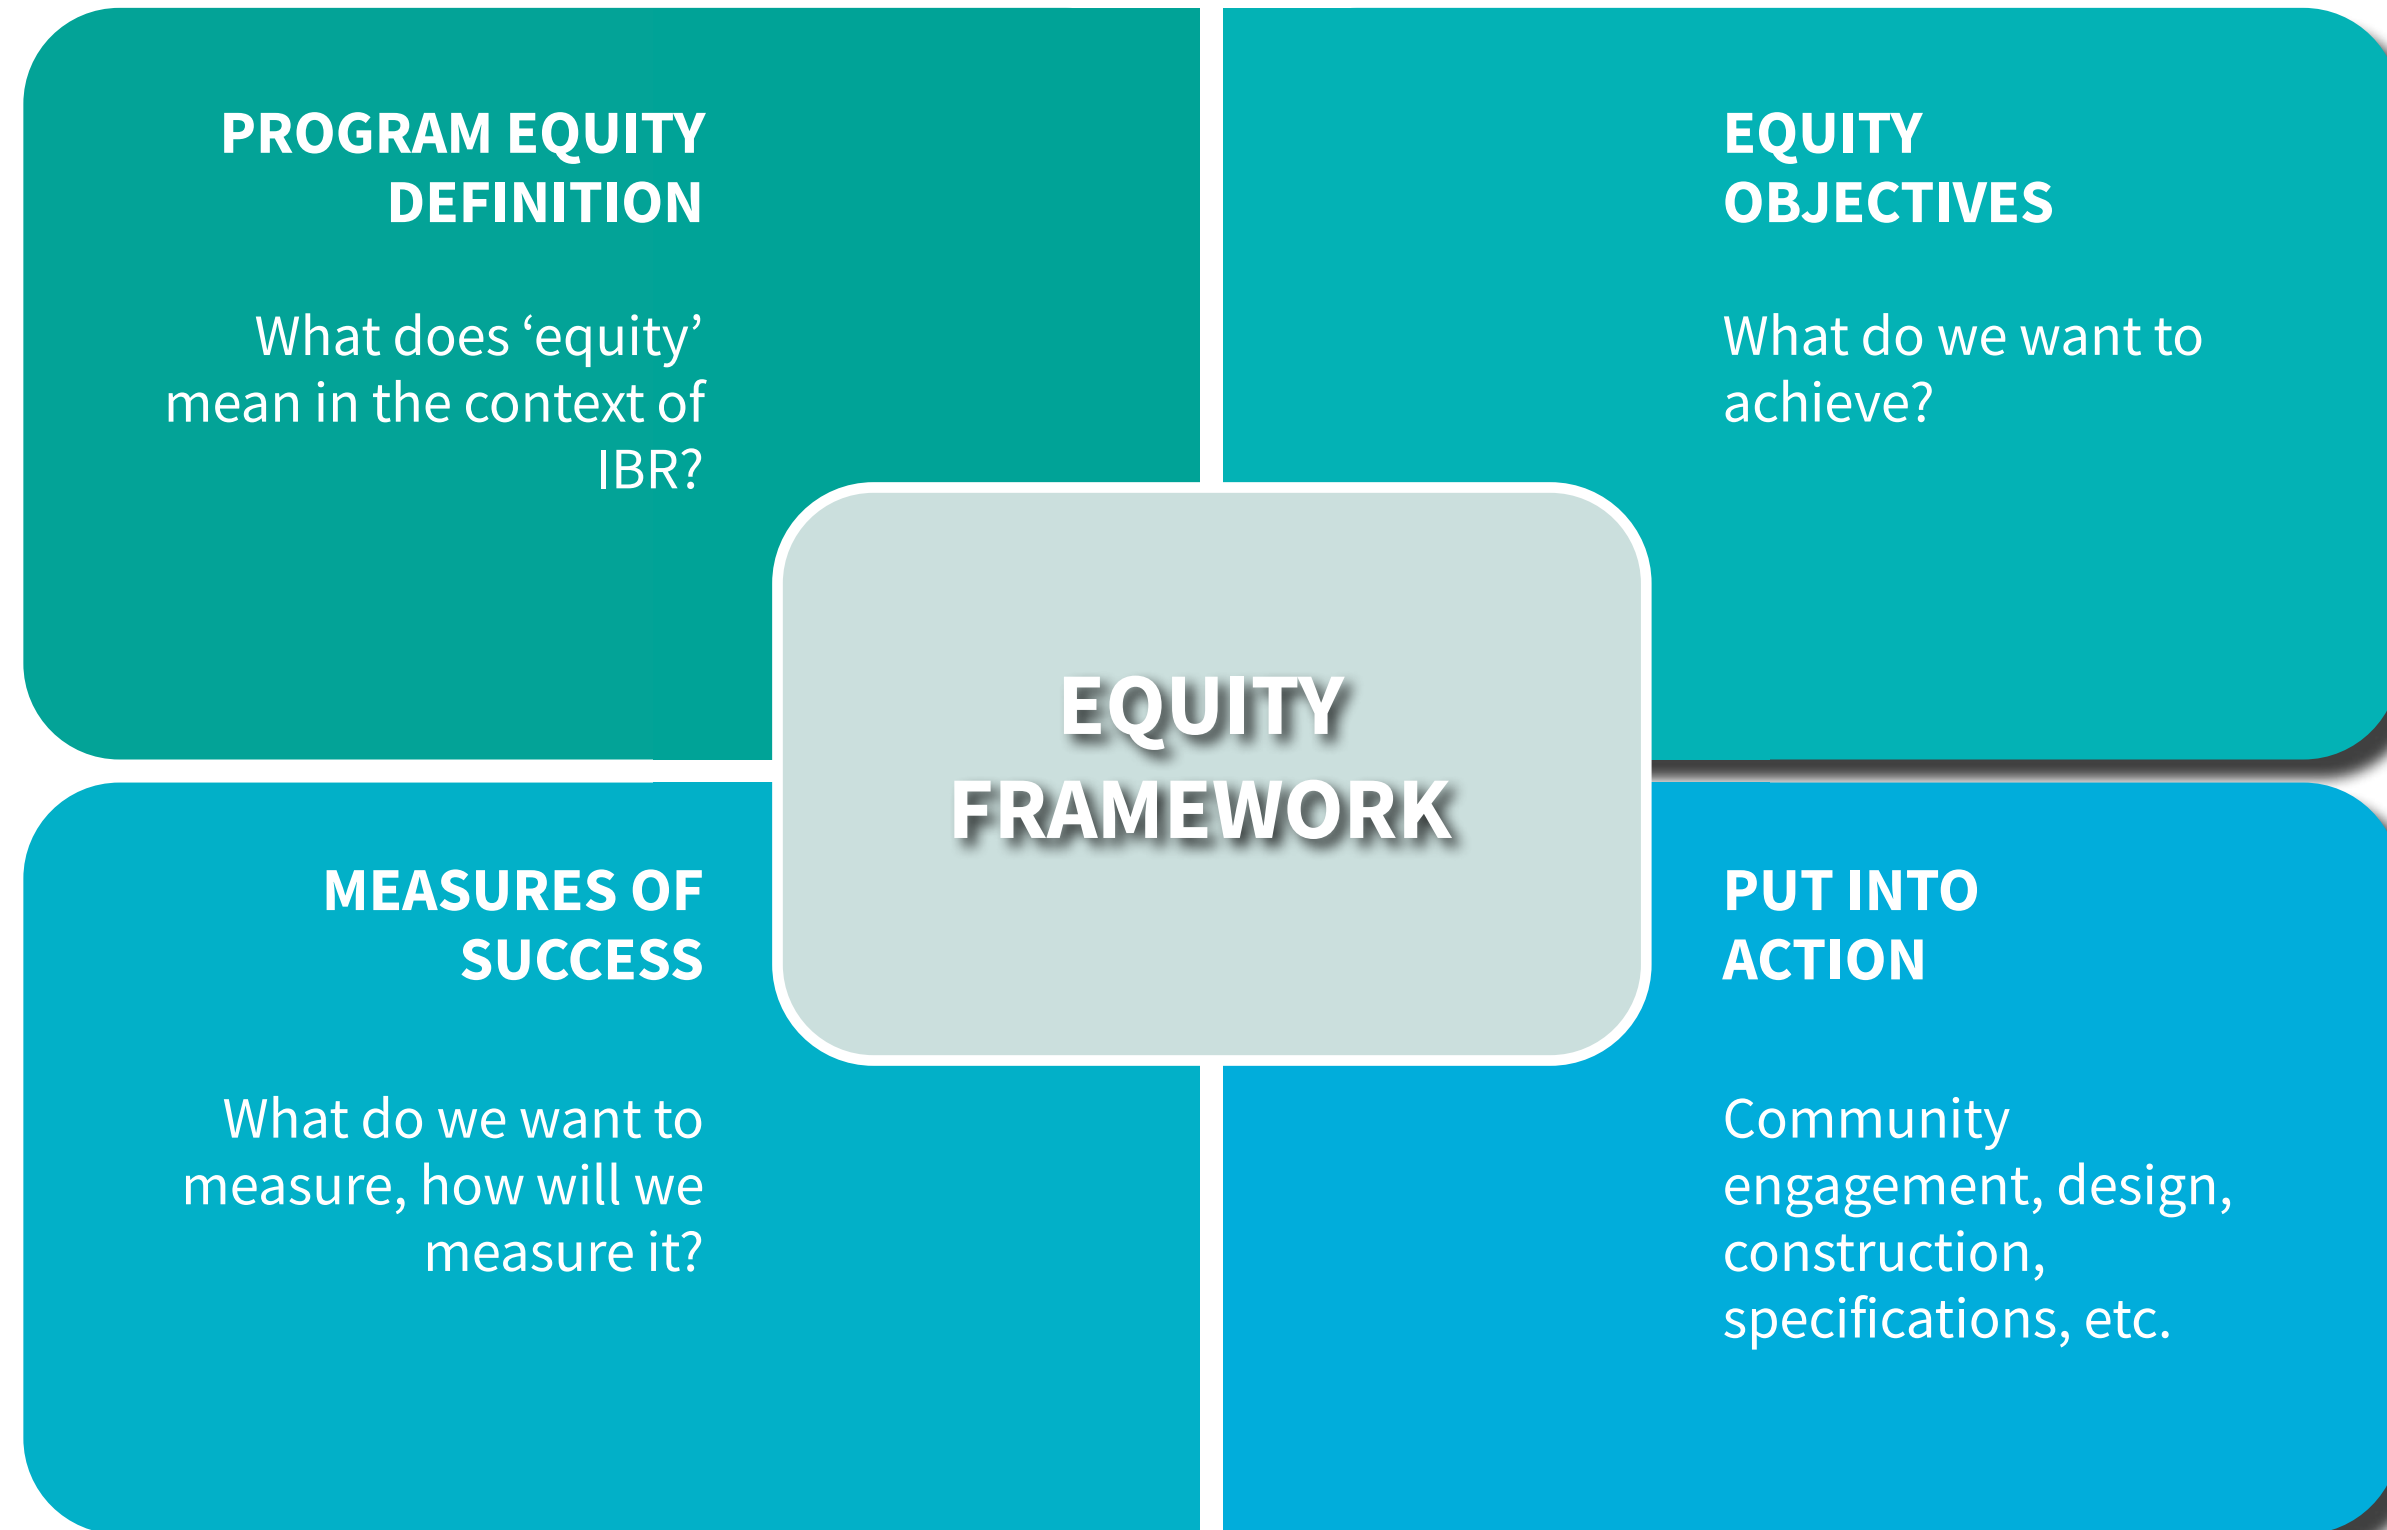 PROGRAM EQUITY
DEFINITION
What does ‘equity’
mean in the context of
IBR?
EQUITY
OBJECTIVES
What do we want to
achieve?
EQUITY
FRAMEWORK
MEASURES OF
SUCCESS
What do we want to
measure, how will we
measure it?
PUT INTO
ACTION
Community
engagement, design,
construction,
specifications, etc.